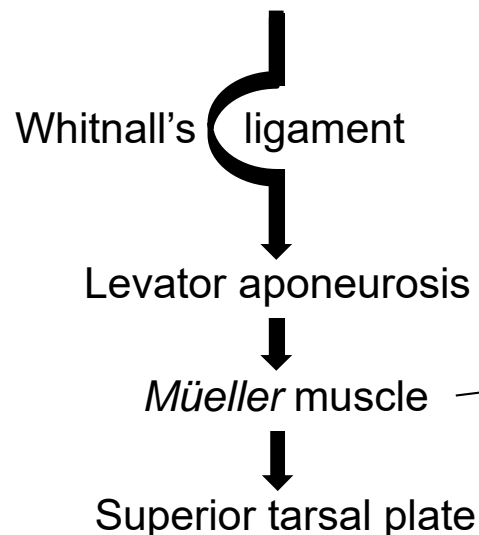 Whitnall’s ligament
Levator aponeurosis
Müeller muscle
Superior tarsal plate